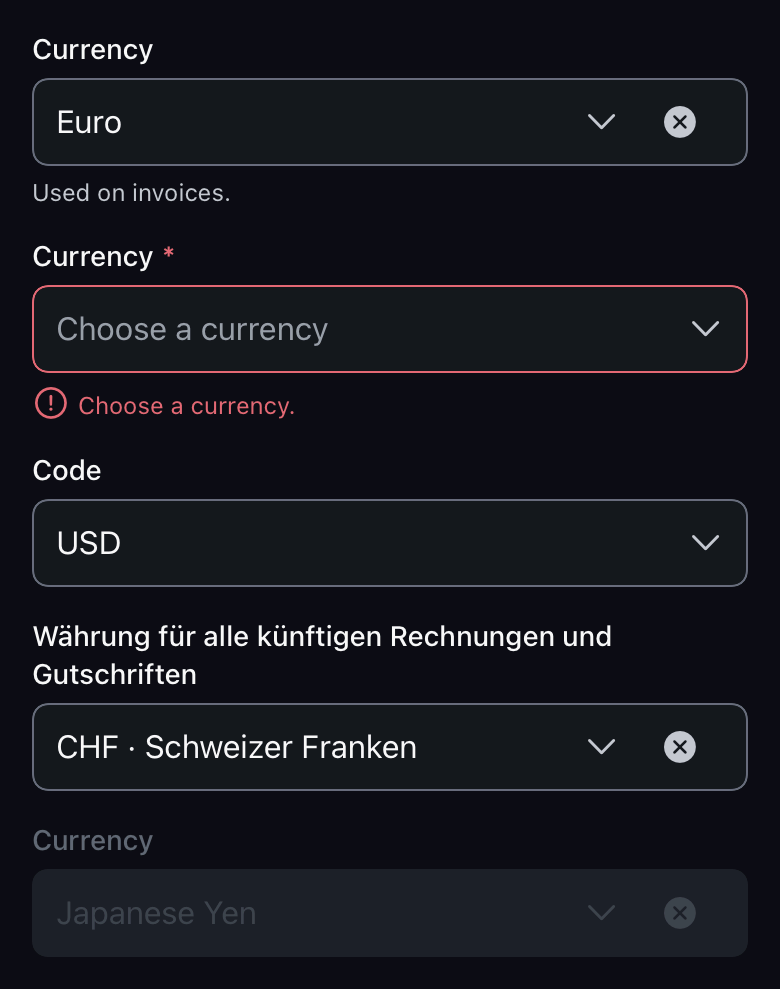 Currency
Euro
Used on invoices.
Currency *
Choose a currency
Choose a currency.
Code
USD
Währung für alle künftigen Rechnungen und
Gutschriften
CHF · Schweizer Franken
Currency
Japanese Yen